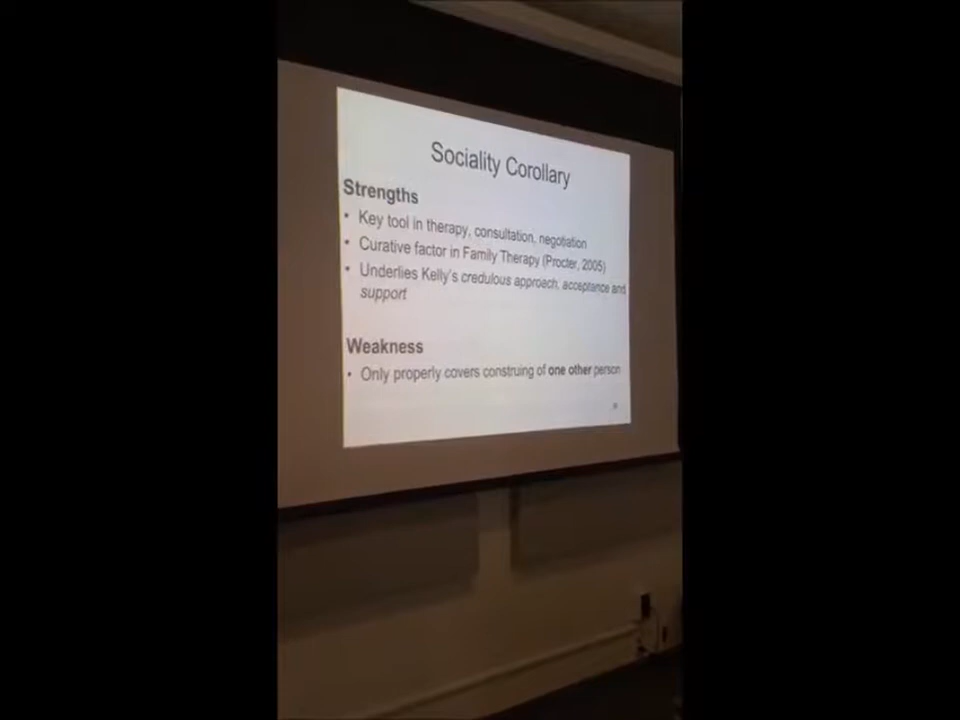 Sociality Corollary
Strengths
• Key tool in therapy, consultation, negotiation
• Curative factor in Family Therapy (Procter, 2005)
• Underlies Kelly's credulous approach, acceptance and
support
Weakness
• Only properly covers construing of one other person